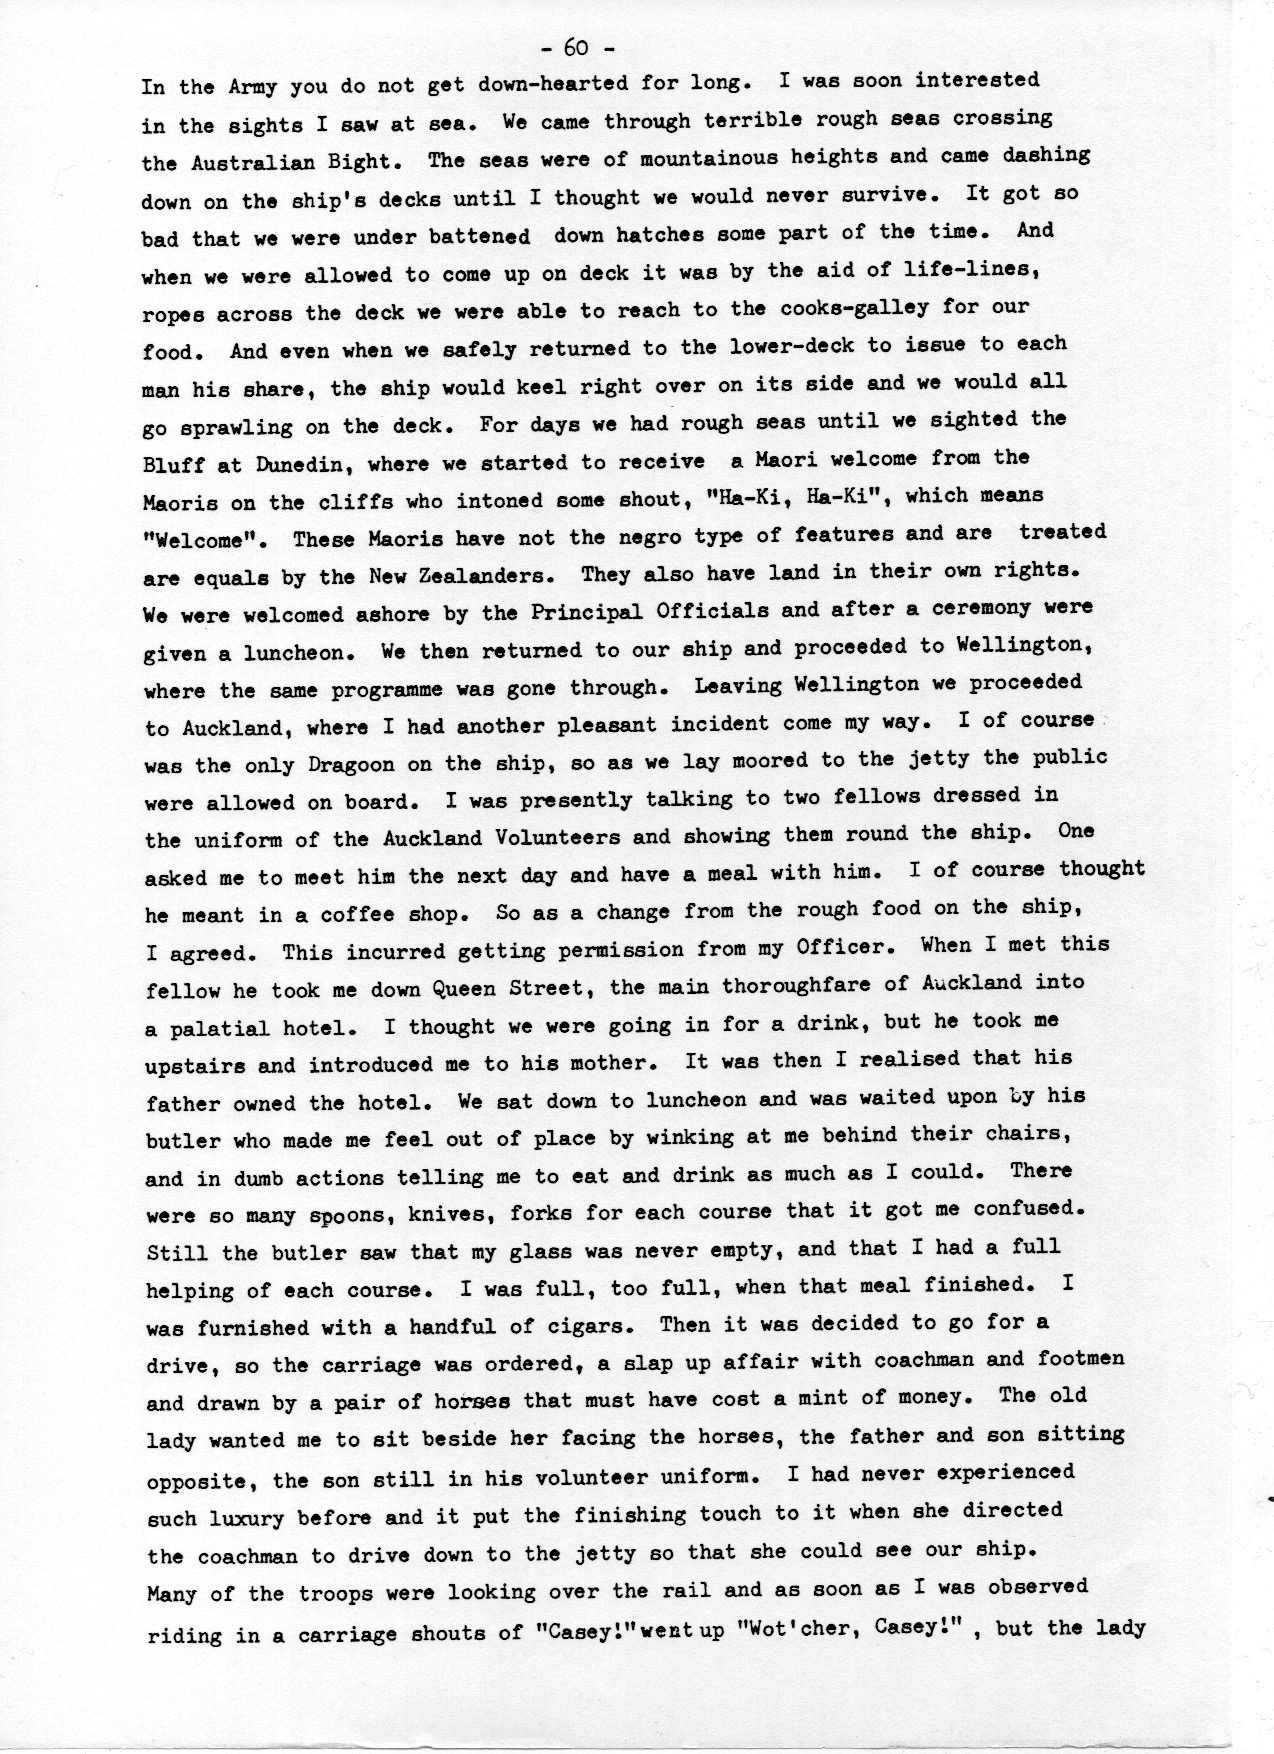 - 60 -
In the Army you do not get down-hearted for long. I was soon interested
in the sights I saw at sea. We came through terrible rough seas crossing
the Australian Bight. The seas were of mountainous heights and came dashing
down on the ship's decks until I thought we would never survive. It got so
bad that we were under battened down hatches some part of the time. And
when we were allowed to come up on deck it was by the aid of life-lines,
ropes across the deck we were able to reach to the cooks-galley for our
food. And even when we safely returned to the lower-deck to issue to each
man his share, the ship would keel right over on its side and we would all
go sprawling on the deck. For days we had rough seas until we sighted the
Bluff at Dunedin, where we started to receive a Maori welcome from the
Maoris on the cliffs who intoned some shout, "Ha-Ki, Ha-Ki", which means
"Welcome". These Maoris have not the negro type of features and are treated
are equals by the New Zealanders. They also have land in their own rights.
We were welcomed ashore by the Principal Officials and after a ceremony were
given a luncheon. We then returned to our ship and proceeded to Wellington,
where the same programme was gone through. Leaving Wellington we proceeded
to Auckland, where I had another pleasant incident come my way. I of course
was the only Dragoon on the ship, so as we lay moored to the jetty the public
were allowed on board. I was presently talking to two fellows dressed in
the uniform of the Auckland Volunteers and showing them round the ship. One
asked me to meet him the next day and have a meal with him. I of course thought
he meant in a coffee shop. So as a change from the rough food on the ship,
I agreed. This incurred getting permission from my Officer. When I met this
fellow he took me down Queen Street, the main thoroughfare of Auckland into
a palatial hotel. I thought we were going in for a drink, but he took me
upstairs and introduced me to his mother. It was then I realised that his
father owned the hotel. We sat down to luncheon and was waited upon by his
butler who made me feel out of place by winking at me behind their chairs,
and in dumb actions telling me to eat and drink as much as I could. There
were so many spoons, knives, forks for each course that it got me confused.
Still the butler saw that my glass was never empty, and that I had a full
helping of each course. I was full, too full, when that meal finished. I
was furnished with a handful of cigars. Then it was decided to go for a
drive, so the carriage was ordered, a slap up affair with coachman and footmen
and drawn by a pair of horses that must have cost a mint of money. The old
lady wanted me to sit beside her facing the horses, the father and son sitting
opposite, the son still in his volunteer uniform. I had never experienced
such luxury before and it put the finishing touch to it when she directed
the coachman to drive down to the jetty so that she could see our ship.
Many of the troops were looking over the rail and as soon as I was observed
riding in a carriage shouts of "Casey!" went up "Wot'cher, Casey!" , but the lady